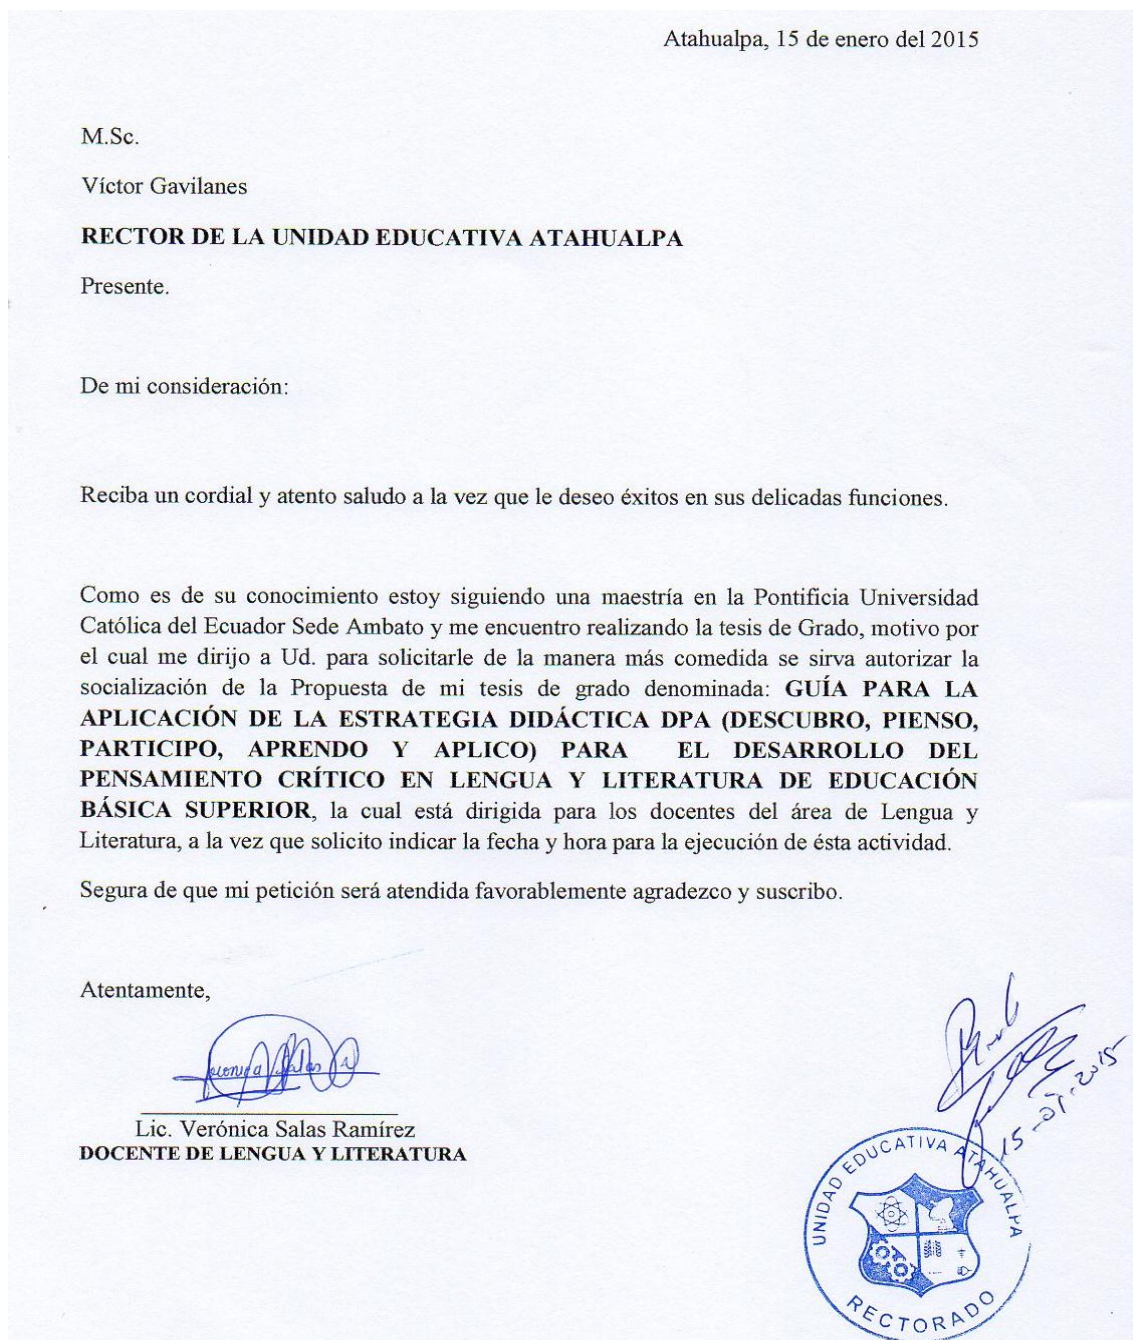 Atahualpa, 15 de enero del 2015
M.Sc.
Víctor Gavilanes
RECTOR DE LA UNIDAD EDUCATIVA ATAHUALPA
Presente.
De mi consideración:
Reciba un cordial y atento saludo a la vez que le deseo éxitos en sus delicadas funciones.
Como es de su conocimiento estoy siguiendo una maestría en la Pontificia Universidad
Católica del Ecuador Sede Ambato y me encuentro realizando la tesis de Grado, motivo por
el cual me dirijo a Ud. para solicitarle de la manera más comedida se sirva autorizar la
socialización de la Propuesta de mi tesis de grado denominada: GUÍA PARA LA
APLICACIÓN DE LA ESTRATEGIA DIDÁCTICA DPA (DESCUBRO, PIENSO,
PARTICIPO, APRENDO Y APLICO) PARA EL DESARROLLO DEL
PENSAMIENTO CRÍTICO EN LENGUA Y LITERATURA DE EDUCACIÓN
BÁSICA SUPERIOR, la cual está dirigida para los docentes del área de Lengua y
Literatura, a la vez que solicito indicar la fecha y hora para la ejecución de ésta actividad.
Segura de que mi petición será atendida favorablemente agradezco y suscribo.
Atentamente,
Lic. Verónica Salas Ramírez
DOCENTE DE LENGUA Y LITERATURA
15-01-2015
UNIDAD EDUCATIVA ATAHUALPA
RECTORADO